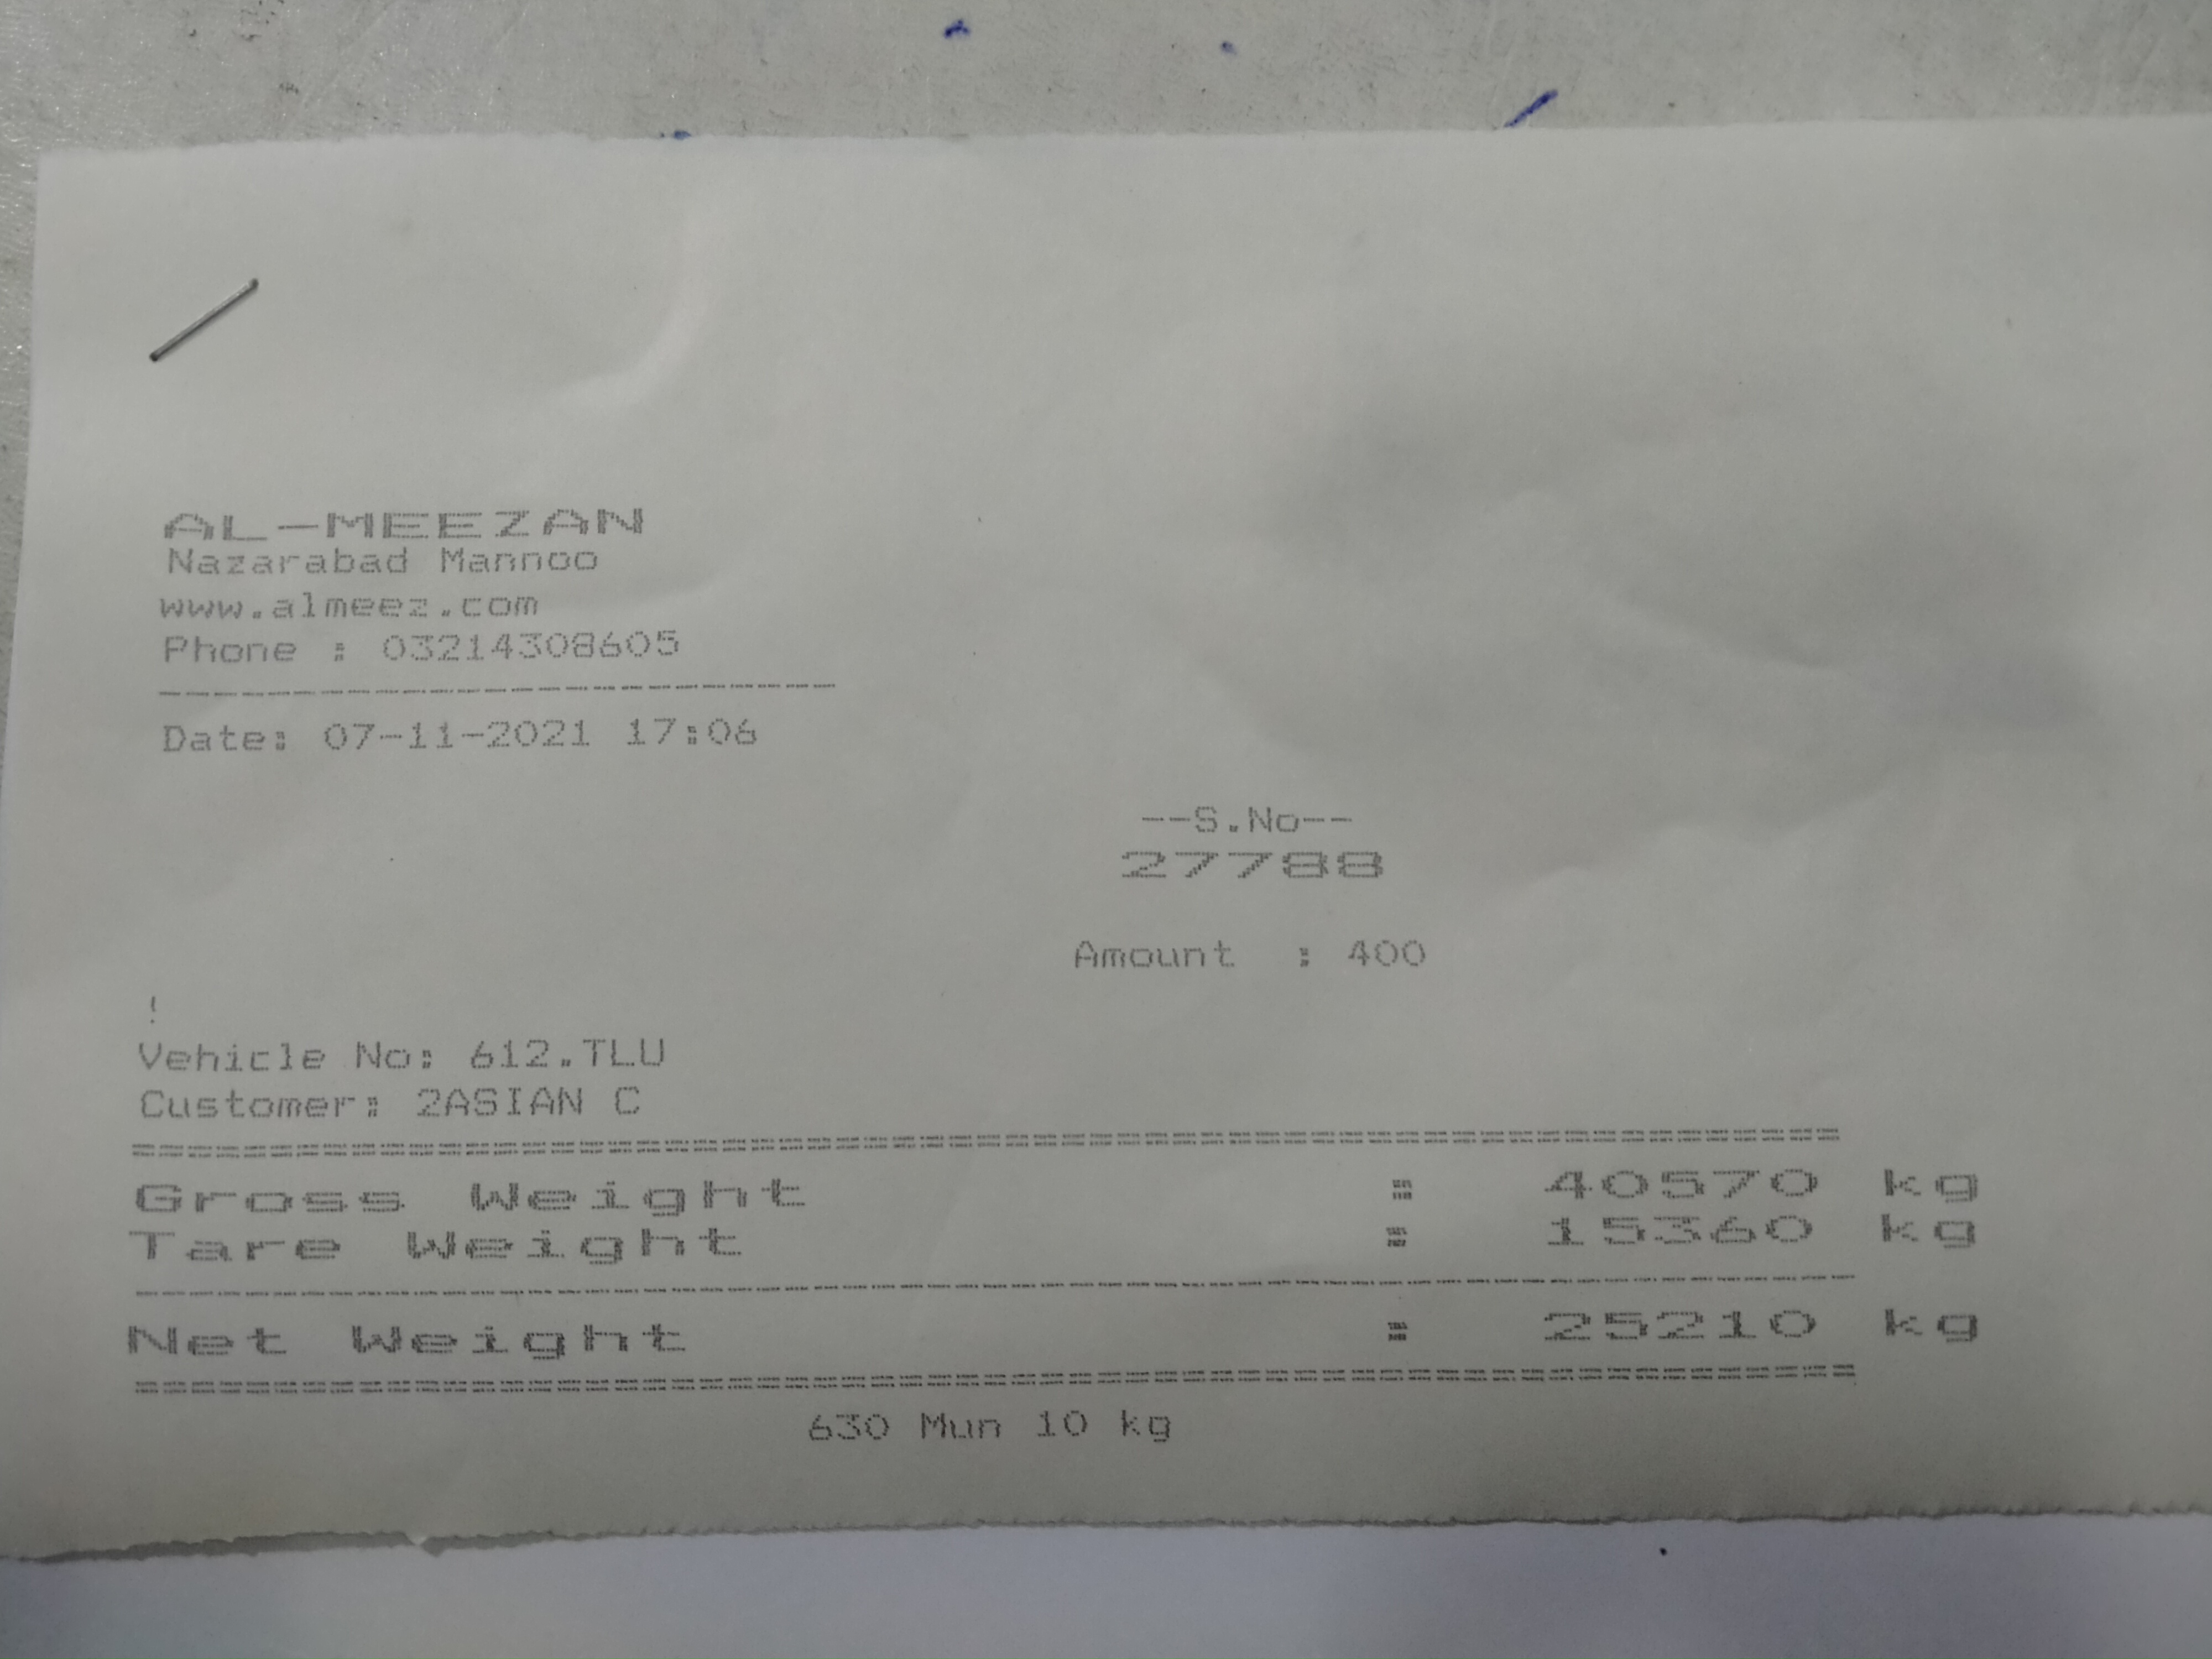 AL-MEEZAN
Nazarabad Mannoo
www.almeez.com
Phone : 03214308605
Date: 07-11-2021 17:06
--S.No--
27788
Amount : 400
!
Vehicle No: 612.TLU
Customer: 2ASIAN C
Gross Weight : 40570 kg
Tare Weight : 15360 kg
Net Weight : 25210 kg
630 Mun 10 kg